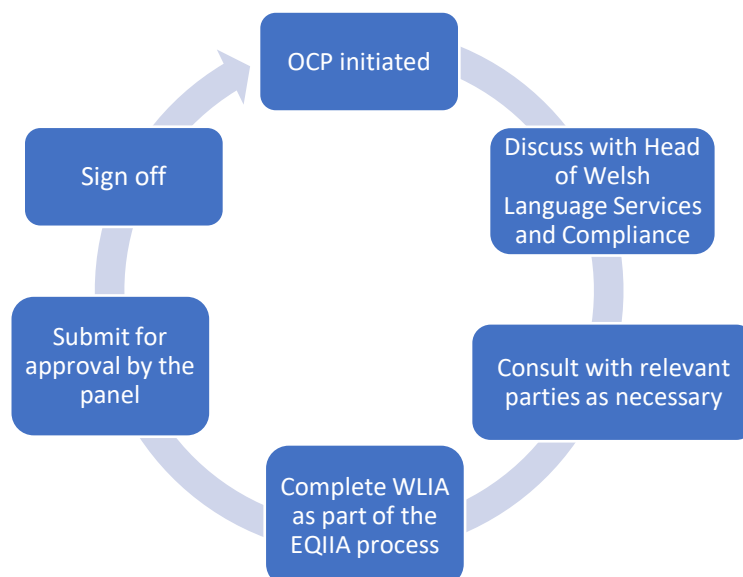 OCP initiated
Discuss with Head
of Welsh
Language Services
and Compliance
Consult with relevant
parties as necessary
Complete WLIA
as part of the
EQIIA process
Submit for
approval by the
panel
Sign off